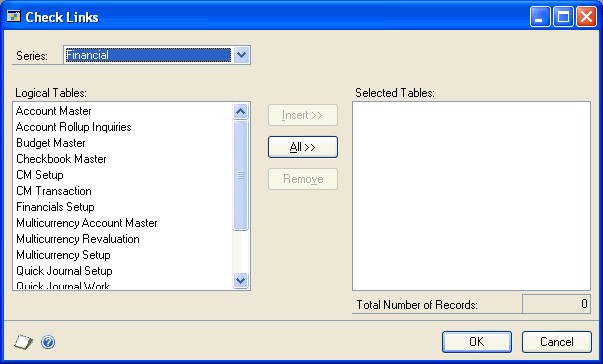 Check Links
Series: Financial
Logical Tables:
Account Master
Account Rollup Inquiries
Budget Master
Checkbook Master
CM Setup
CM Transaction
Financials Setup
Multicurrency Account Master
Multicurrency Revaluation
Multicurrency Setup
Quick Journal Setup
Quick Journal Work
Insert >>
All >>
Remove
Selected Tables:
Total Number of Records: 0
OK
Cancel